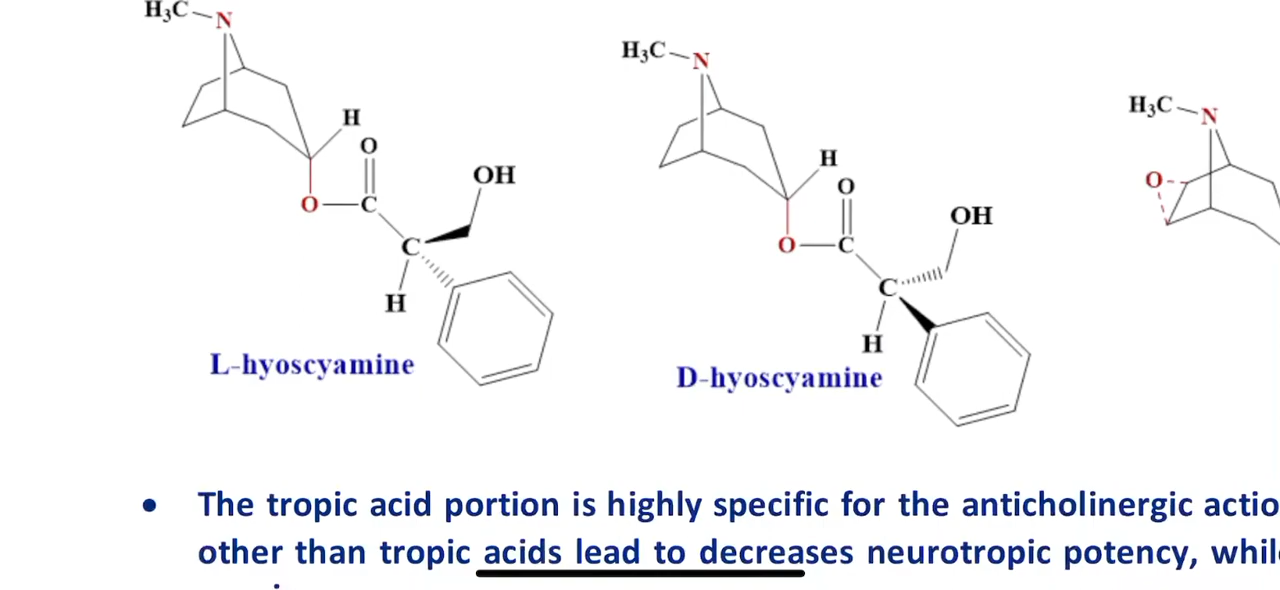 H₃C N
H
O
O C
OH
C
H
L-hyoscyamine
H₃C N
H
O
O C
OH
C
H
D-hyoscyamine
H₃C N
O
• The tropic acid portion is highly specific for the anticholinergic actio
other than tropic acids lead to decreases neurotropic potency, whil